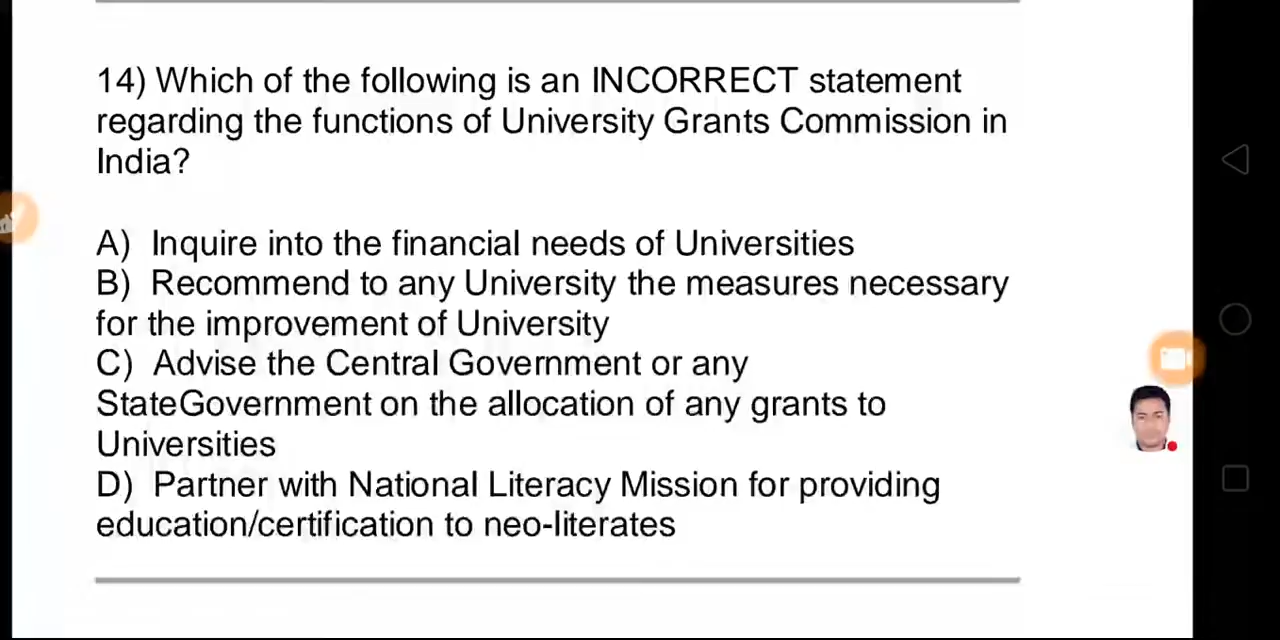 14) Which of the following is an INCORRECT statement
regarding the functions of University Grants Commission in
India?
A) Inquire into the financial needs of Universities
B) Recommend to any University the measures necessary
for the improvement of University
C) Advise the Central Government or any
StateGovernment on the allocation of any grants to
Universities
D) Partner with National Literacy Mission for providing
education/certification to neo-literates